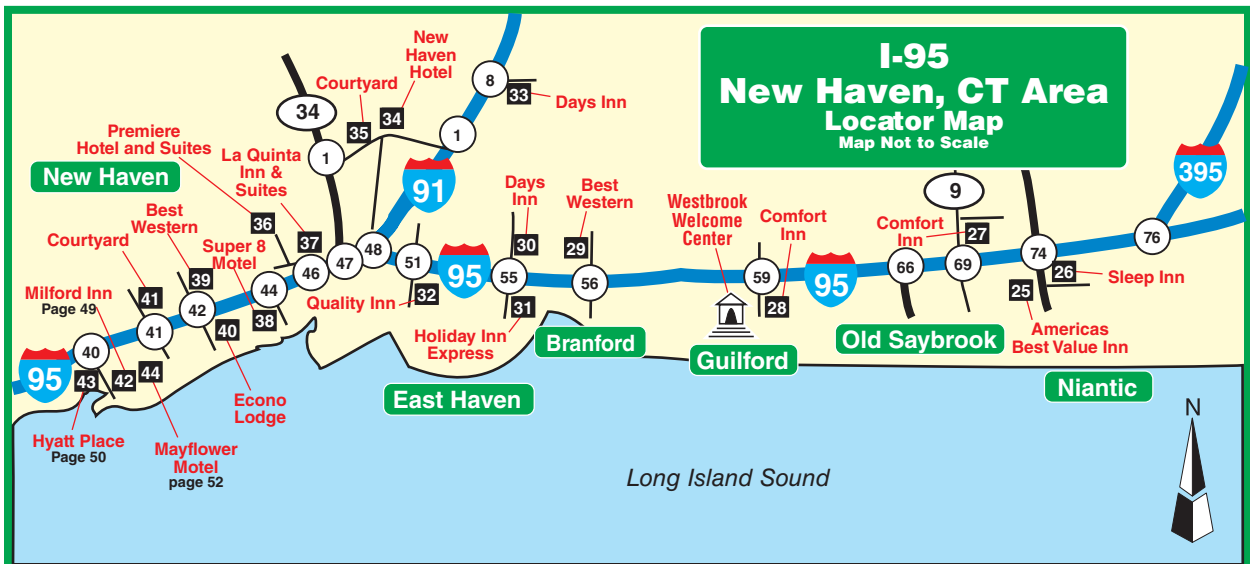 I-95
New Haven, CT Area
Locator Map
Map Not to Scale
New
Haven
Hotel
34
Courtyard
35
8
33
Days Inn
34
1
1
91
Premiere
Hotel and Suites
36
New Haven
La Quinta
Inn &
Suites
37
Best
Western
39
Courtyard
41
Super 8
Motel
38
Milford Inn
Page 49
42
40
41
42
44
46
47
48
51
95
55
56
59
95
66
69
74
76
395
9
95
43
Hyatt Place
Page 50
44
Mayflower
Motel
page 52
40
Econo
Lodge
Quality Inn
32
Days
Inn
30
31
Holiday Inn
Express
Best
Western
29
Westbrook
Welcome
Center
Comfort
Inn
28
Comfort
Inn
27
26
Sleep Inn
25
Americas
Best Value Inn
East Haven
Branford
Guilford
Old Saybrook
Niantic
Long Island Sound
N